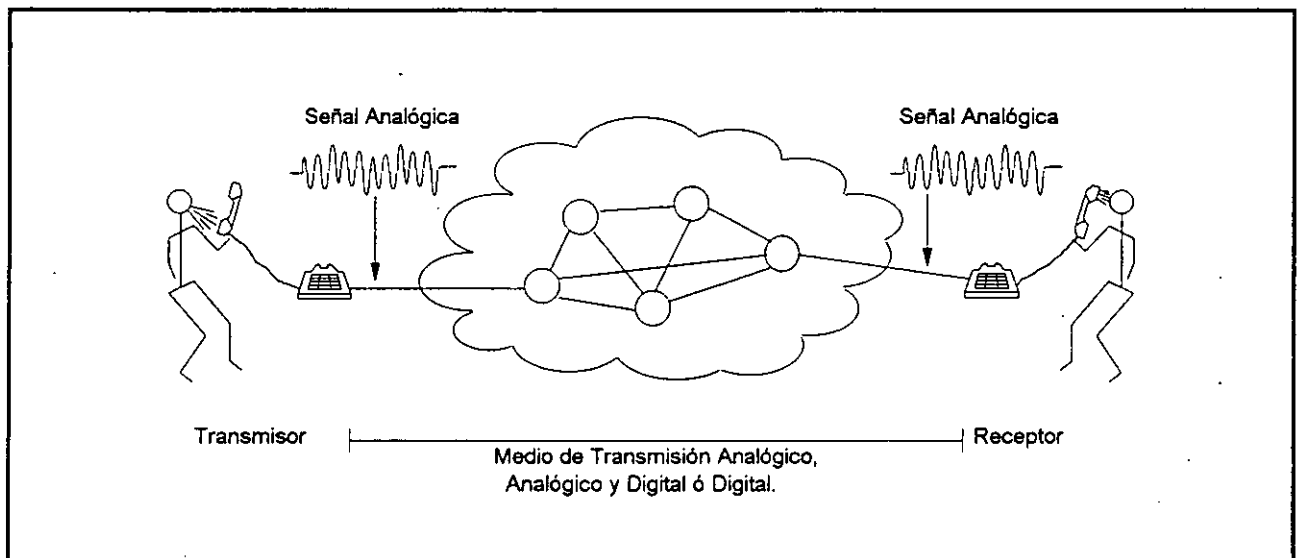 Señal Analógica
Señal Analógica
Transmisor
Receptor
Medio de Transmisión Analógico,
Analógico y Digital ó Digital.